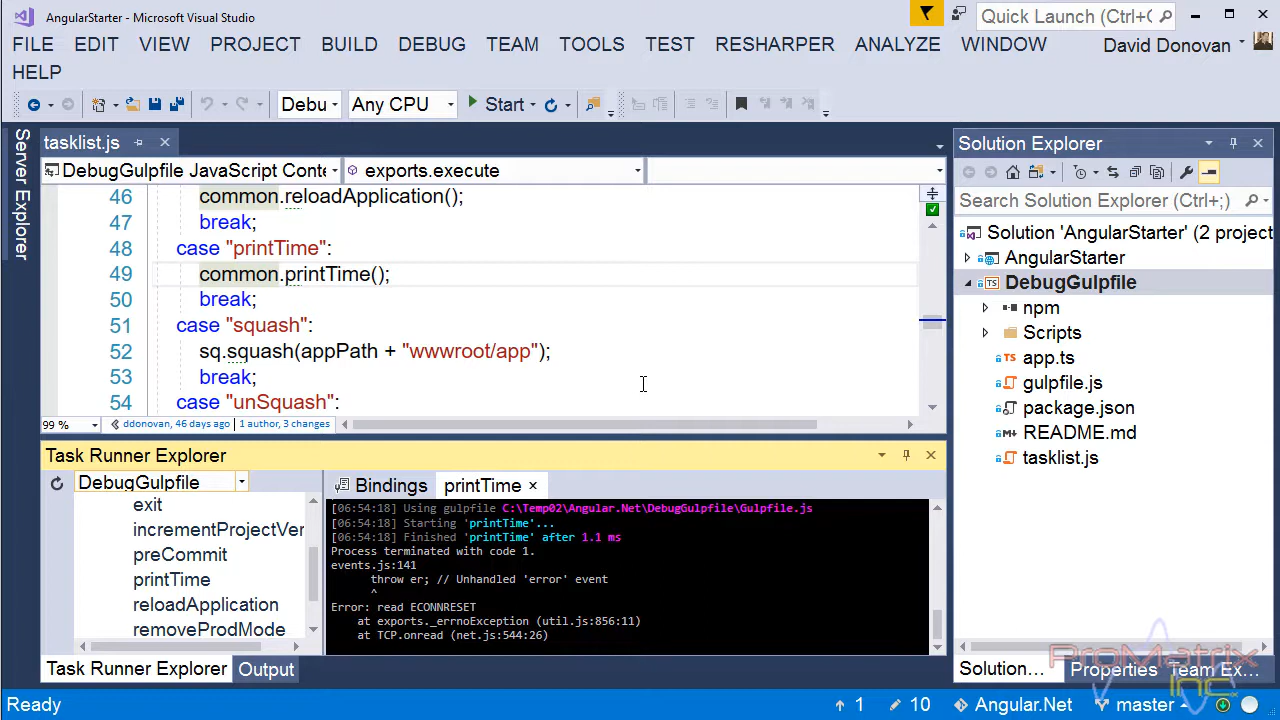 AngularStarter - Microsoft Visual Studio
Quick Launch (Ctrl+Q
FILE EDIT VIEW PROJECT BUILD DEBUG TEAM TOOLS TEST RESHARPER ANALYZE WINDOW
David Donovan
HELP
Debu Any CPU Start
Server Explorer
tasklist.js
DebugGulpfile JavaScript Conte exports.execute
46 common.reloadApplication();
47 break;
48 case "printTime":
49 common.printTime();
50 break;
51 case "squash":
52 sq.squash(appPath + "wwwroot/app");
53 break;
54 case "unSquash":
99 % ddonovan, 46 days ago 1 author, 3 changes
Task Runner Explorer
DebugGulpfile
exit
incrementProjectVer
preCommit
printTime
reloadApplication
removeProdMode
Bindings printTime
[06:54:18] Using gulpfile C:\Temp02\Angular.Net\DebugGulpfile\Gulpfile.js
[06:54:18] Starting 'printTime'...
[06:54:18] Finished 'printTime' after 1.1 ms
Process terminated with code 1.
events.js:141
throw er; // Unhandled 'error' event
^
Error: read ECONNRESET
at exports._errnoException (util.js:856:11)
at TCP.onread (net.js:544:26)
Task Runner Explorer Output
Solution Explorer
Search Solution Explorer (Ctrl+;)
Solution 'AngularStarter' (2 project
AngularStarter
TS DebugGulpfile
npm
Scripts
TS app.ts
gulpfile.js
package.json
README.md
tasklist.js
ProMatrix
Inc.
Solution... Properties Team Ex...
Ready 1 10 Angular.Net master